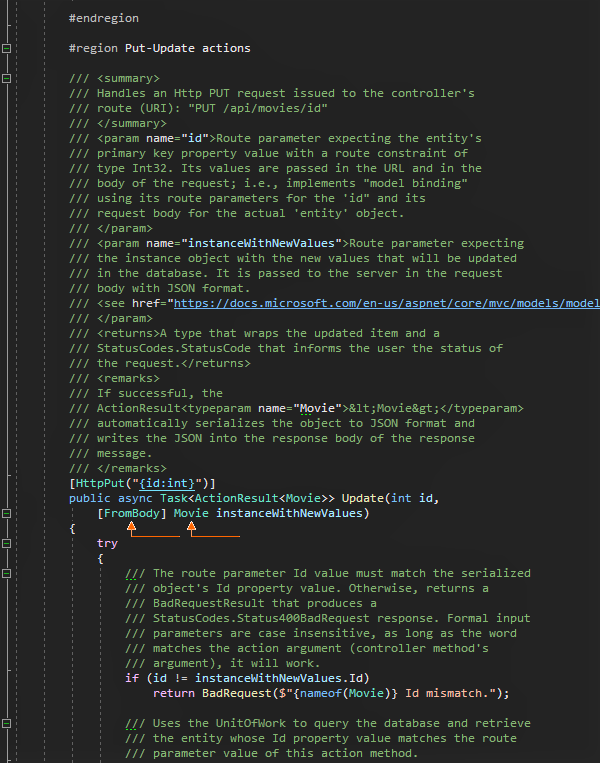 #endregion
#region Put-Update actions
/// <summary>
/// Handles an Http PUT request issued to the controller's
/// route (URI): "PUT /api/movies/id"
/// </summary>
/// <param name="id">Route parameter expecting the entity's
/// primary key property value with a route constraint of
/// type Int32. Its values are passed in the URL and in the
/// body of the request; i.e., implements "model binding"
/// using its route parameters for the 'id" and its
/// request body for the actual 'entity' object.
/// </param>
/// <param name="instanceWithNewValues">Route parameter expecting
/// the instance object with the new values that will be updated
/// in the database. It is passed to the server in the request
/// body with JSON format.
/// <see href="https://docs.microsoft.com/en-us/aspnet/core/mvc/models/model
/// </param>
/// <returns>A type that wraps the updated item and a
/// StatusCodes.StatusCode that informs the user the status of
/// the request.</returns>
/// <remarks>
/// If successful, the
/// ActionResult<typeparam name="Movie">&lt;Movie&gt;</typeparam>
/// automatically serializes the object to JSON format and
/// writes the JSON into the response body of the response
/// message.
/// </remarks>
[HttpPut("{id:int}")]
public async Task<ActionResult<Movie>> Update(int id,
[FromBody] Movie instanceWithNewValues)
{
try
{
/// The route parameter Id value must match the serialized
/// object's Id property value. Otherwise, returns a
/// BadRequestResult that produces a
/// StatusCodes.Status400BadRequest response. Formal input
/// parameters are case insensitive, as long as the word
/// matches the action argument (controller method's
/// argument), it will work.
if (id != instanceWithNewValues.Id)
return BadRequest($"{nameof(Movie)} Id mismatch.");
/// Uses the UnitOfWork to query the database and retrieve
/// the entity whose Id property value matches the route
/// parameter value of this action method.